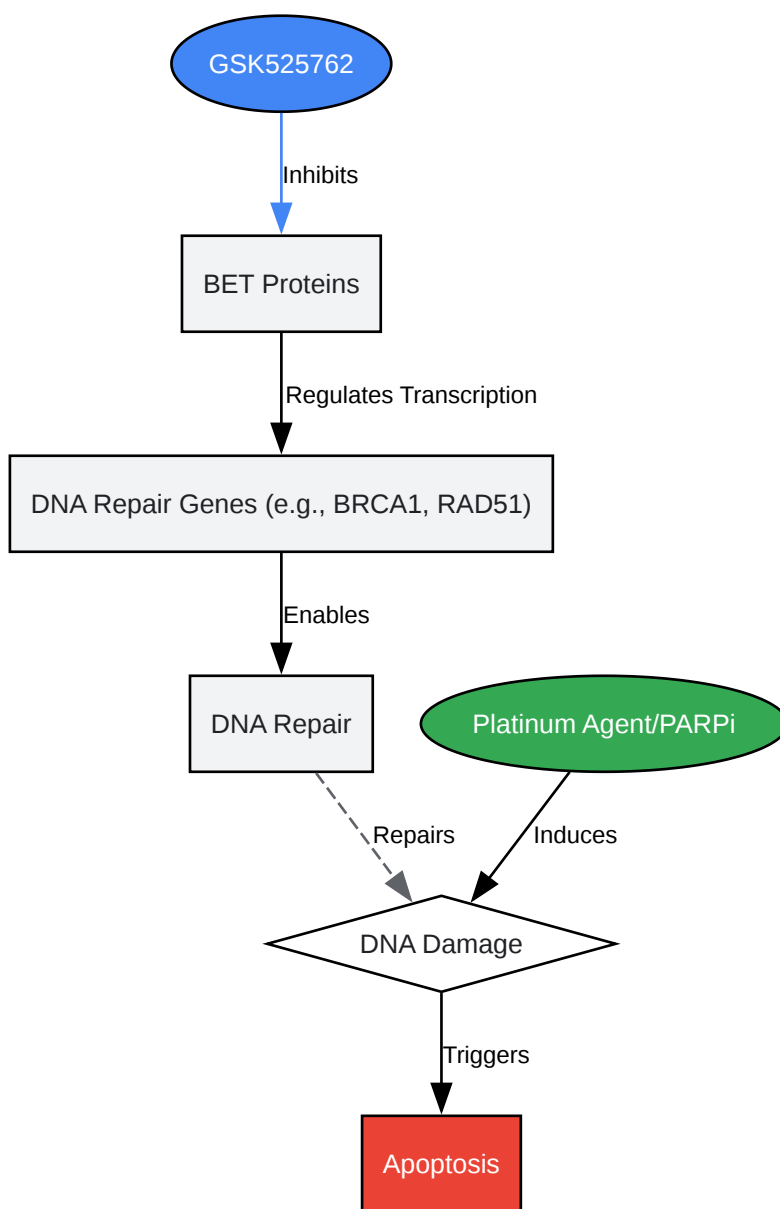 GSK525762
Inhibits
BET Proteins
Regulates Transcription
DNA Repair Genes (e.g., BRCA1, RAD51)
Enables
DNA Repair
Platinum Agent/PARPi
Repairs
Induces
DNA Damage
Triggers
Apoptosis